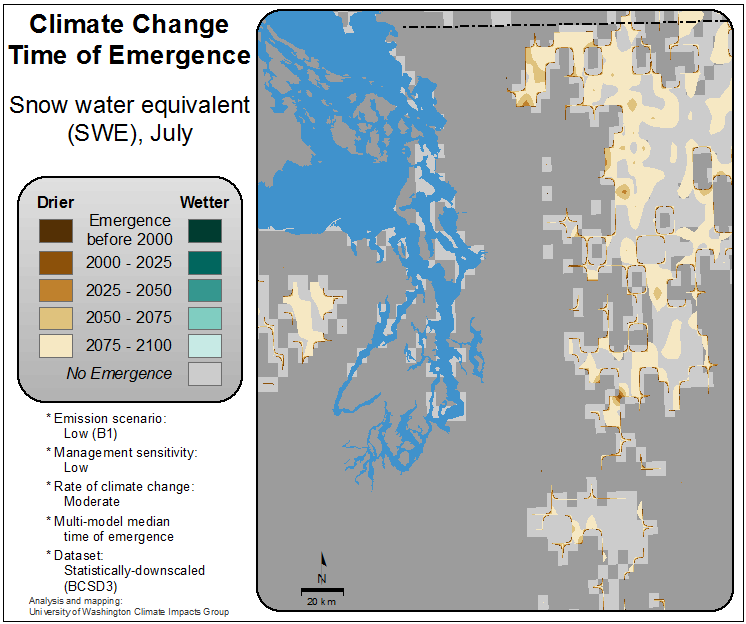 Climate Change
Time of Emergence
Snow water equivalent
(SWE), July
Drier Wetter
Emergence
before 2000
2000 - 2025
2025 - 2050
2050 - 2075
2075 - 2100
No Emergence
* Emission scenario:
Low (B1)
* Management sensitivity:
Low
* Rate of climate change:
Moderate
* Multi-model median
time of emergence
* Dataset:
Statistically-downscaled
(BCSD3)
Analysis and mapping:
University of Washington Climate Impacts Group
N
20 km